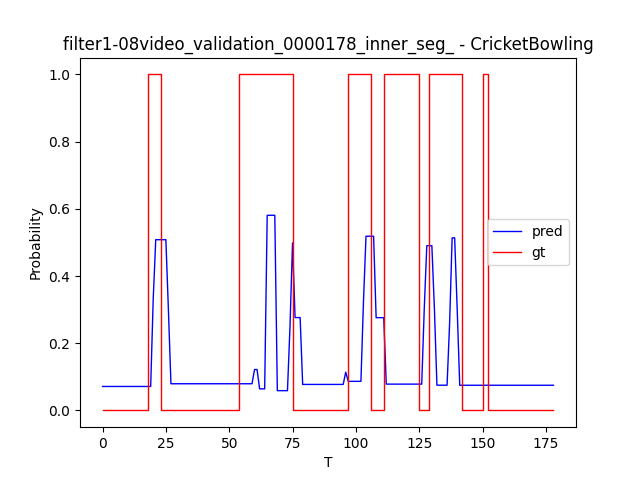 filter1-08video_validation_0000178_inner_seg_ - CricketBowling
1.0
0.8
0.6
0.4
0.2
0.0
Probability
pred
gt
0
25
50
75
100
125
150
175
T